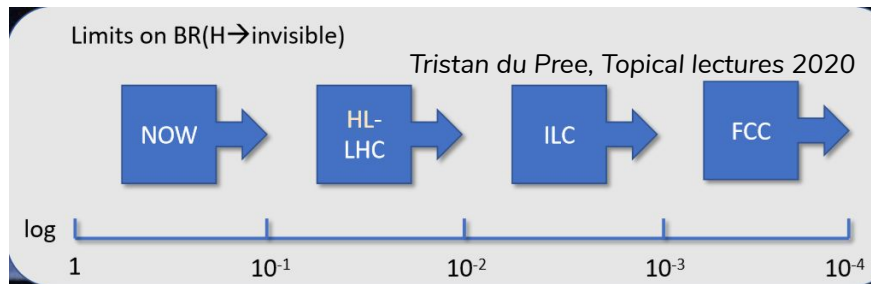 Limits on BR(H→invisible)
Tristan du Pree, Topical lectures 2020
NOW
HL-
LHC
ILC
FCC
log
1 10⁻¹ 10⁻² 10⁻³ 10⁻⁴